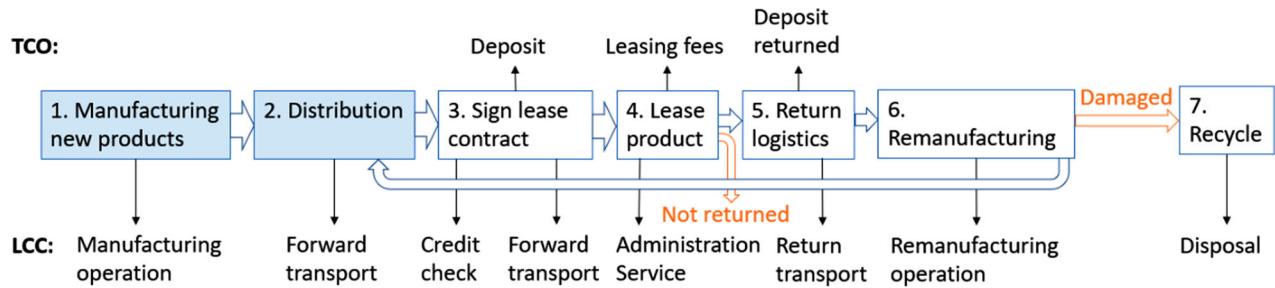 TCO:
Deposit
Leasing fees
Deposit
returned
1. Manufacturing
new products
2. Distribution
3. Sign lease
contract
4. Lease
product
5. Return
logistics
6.
Remanufacturing
Damaged
7.
Recycle
Not returned
LCC:
Manufacturing
operation
Forward
transport
Credit
check
Forward
transport
Administration
Service
Return
transport
Remanufacturing
operation
Disposal